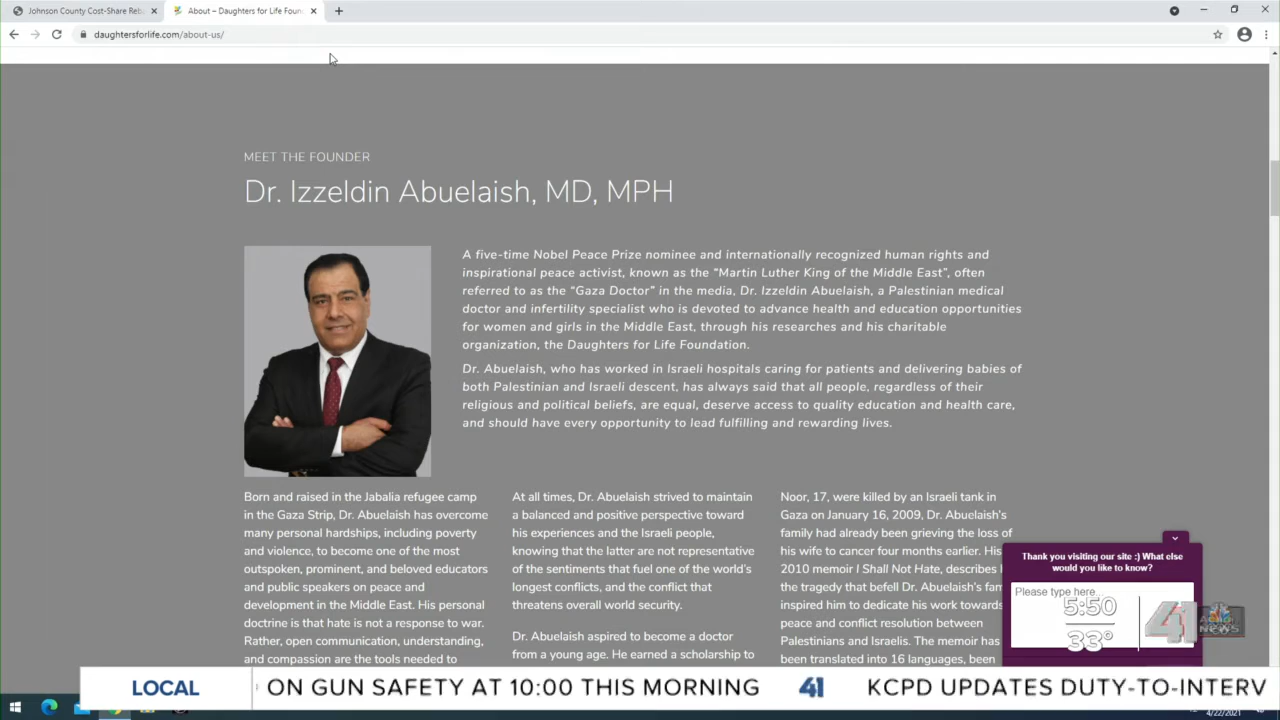 Johnson County Cost-Share Reb
About – Daughters for Life Foun
daughtersforlife.com/about-us/
MEET THE FOUNDER
Dr. Izzeldin Abuelaish, MD, MPH
A five-time Nobel Peace Prize nominee and internationally recognized human rights and
inspirational peace activist, known as the “Martin Luther King of the Middle East”, often
referred to as the “Gaza Doctor” in the media, Dr. Izzeldin Abuelaish, a Palestinian medical
doctor and infertility specialist who is devoted to advance health and education opportunities
for women and girls in the Middle East, through his researches and his charitable
organization, the Daughters for Life Foundation.
Dr. Abuelaish, who has worked in Israeli hospitals caring for patients and delivering babies of
both Palestinian and Israeli descent, has always said that all people, regardless of their
religious and political beliefs, are equal, deserve access to quality education and health care,
and should have every opportunity to lead fulfilling and rewarding lives.
Born and raised in the Jabalia refugee camp
in the Gaza Strip, Dr. Abuelaish has overcome
many personal hardships, including poverty
and violence, to become one of the most
outspoken, prominent, and beloved educators
and public speakers on peace and
development in the Middle East. His personal
doctrine is that hate is not a response to war.
Rather, open communication, understanding,
and compassion are the tools needed to
At all times, Dr. Abuelaish strived to maintain
a balanced and positive perspective toward
his experiences and the Israeli people,
knowing that the latter are not representative
of the sentiments that fuel one of the world’s
longest conflicts, and the conflict that
threatens overall world security.
Dr. Abuelaish aspired to become a doctor
from a young age. He earned a scholarship to
Noor, 17, were killed by an Israeli tank in
Gaza on January 16, 2009, Dr. Abuelaish’s
family had already been grieving the loss of
his wife to cancer four months earlier. His
2010 memoir I Shall Not Hate, describes
the tragedy that befell Dr. Abuelaish’s fam
inspired him to dedicate his work towards
peace and conflict resolution between
Palestinians and Israelis. The memoir has
been translated into 16 languages, been
Thank you visiting our site :) What else
would you like to know?
Please type here...
5:50
33°
41
NEWS
LOCAL
ON GUN SAFETY AT 10:00 THIS MORNING 41 KCPD UPDATES DUTY-TO-INTERV
4/22/2021